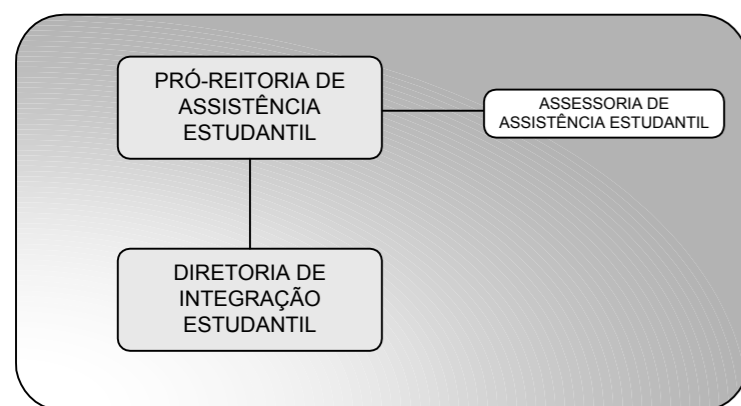 PRÓ-REITORIA DE
ASSISTÊNCIA
ESTUDANTIL
ASSESSORIA DE
ASSISTÊNCIA ESTUDANTIL
DIRETORIA DE
INTEGRAÇÃO
ESTUDANTIL